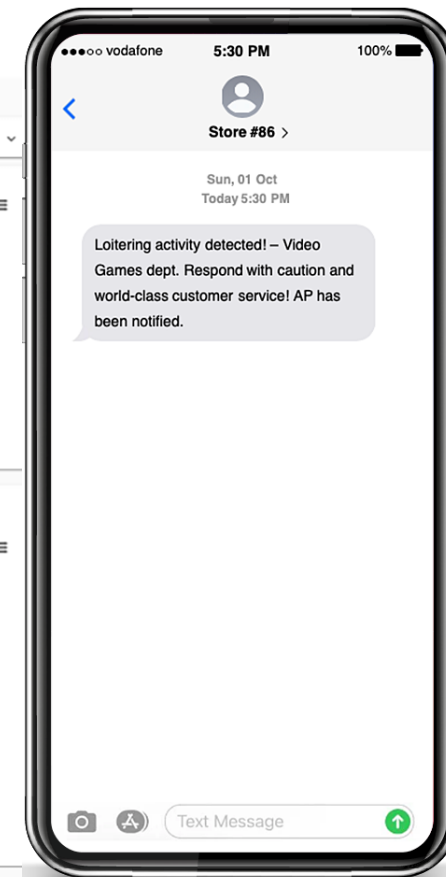 vodafone 5:30 PM 100%
Store #86 >
Sun, 01 Oct
Today 5:30 PM
Loitering activity detected! – Video
Games dept. Respond with caution and
world-class customer service! AP has
been notified.
Text Message